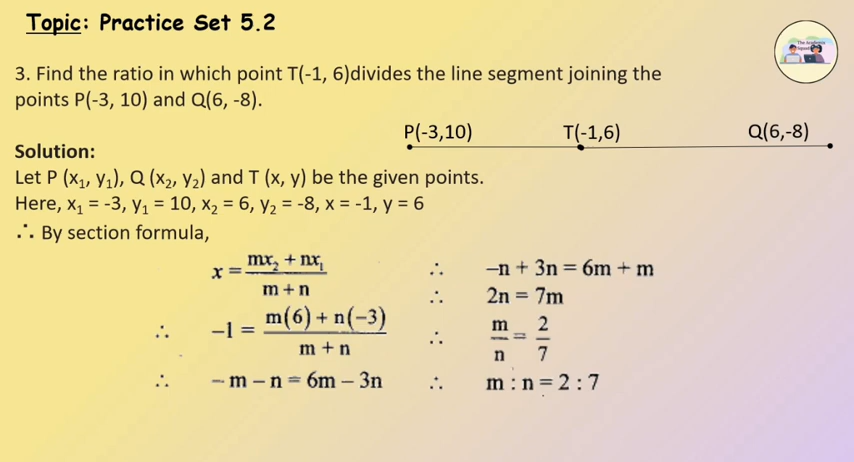 Topic: Practice Set 5.2
The Academic
Squad
3. Find the ratio in which point T(-1, 6)divides the line segment joining the
points P(-3, 10) and Q(6, -8).
P(-3,10) T(-1,6) Q(6,-8)
Solution:
Let P (x₁, y₁), Q (x₂, y₂) and T (x, y) be the given points.
Here, x₁ = -3, y₁ = 10, x₂ = 6, y₂ = -8, x = -1, y = 6
∴ By section formula,
x = (mx₂ + nx₁)/(m + n)
∴ −1 = (m(6) + n(−3))/(m + n)
∴ − m − n = 6m − 3n
∴ −n + 3n = 6m + m
∴ 2n = 7m
∴ m/n = 2/7
∴ m : n = 2 : 7